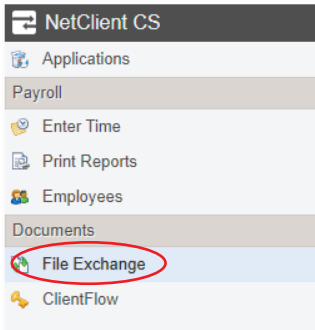 NetClient CS
Applications
Payroll
Enter Time
Print Reports
Employees
Documents
File Exchange
ClientFlow